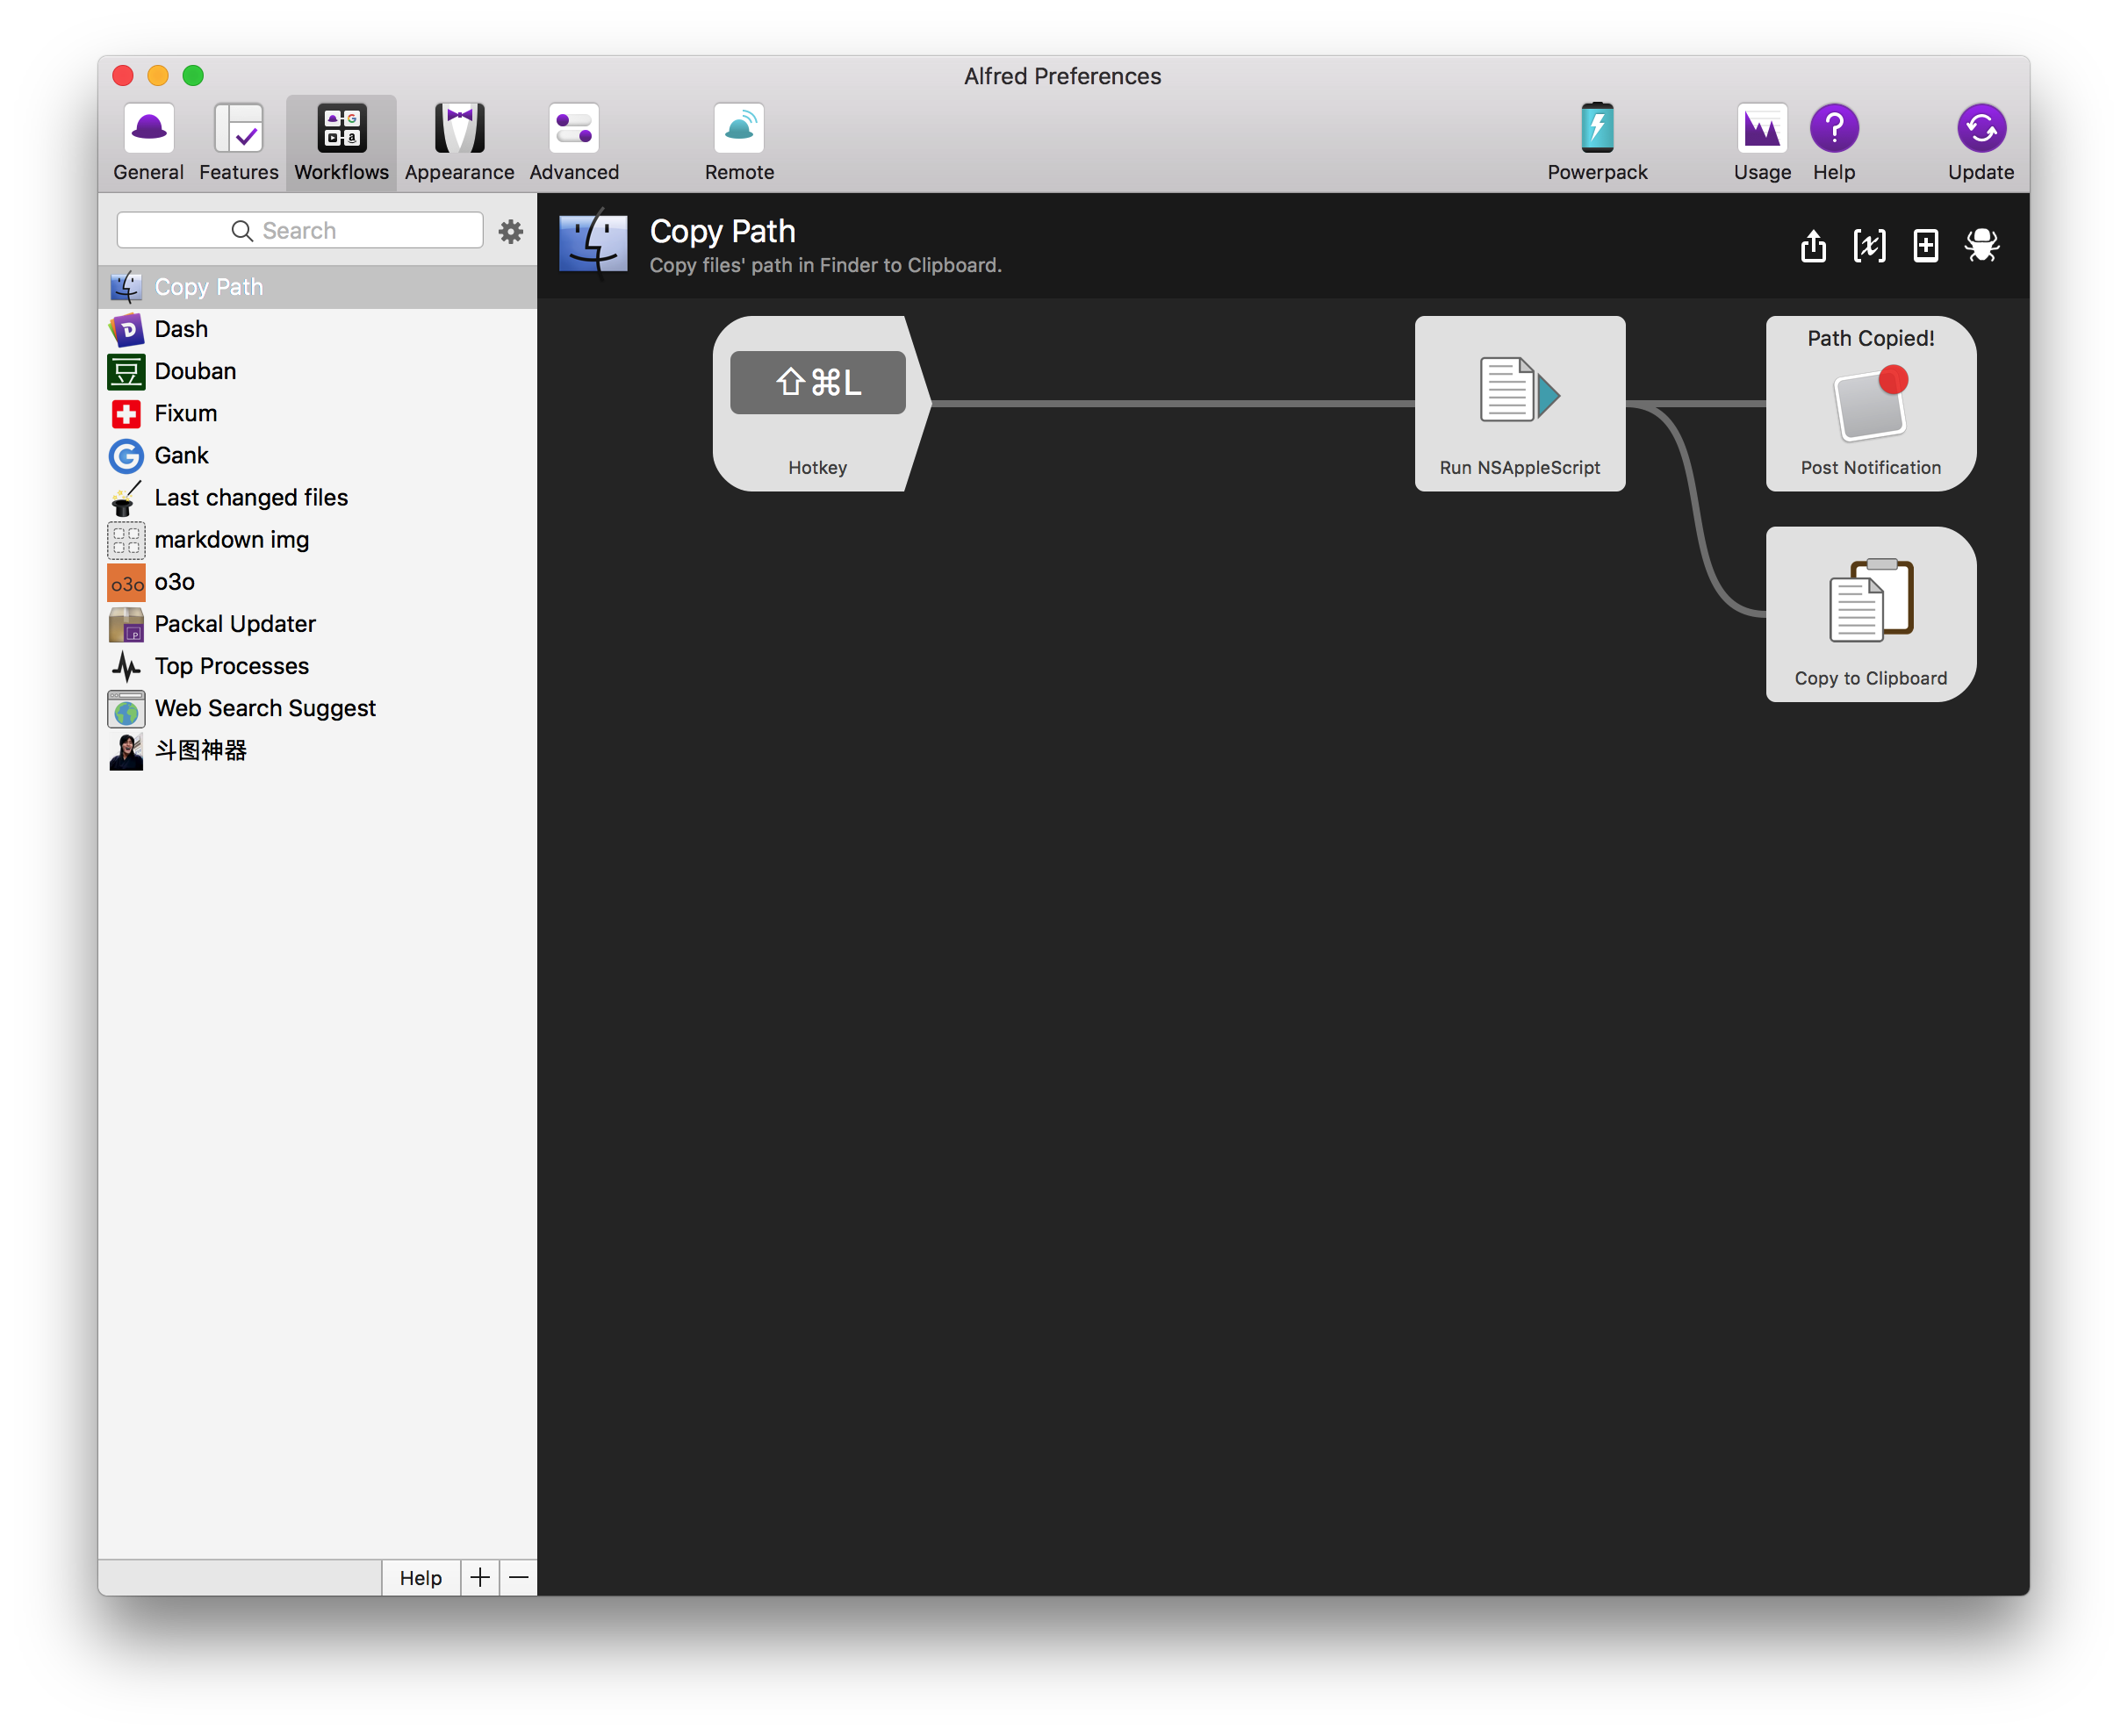 Alfred Preferences
General Features Workflows Appearance Advanced Remote Powerpack Usage Help Update
Search
Copy Path
Dash
Douban
Fixum
Gank
Last changed files
markdown img
o3o o3o
Packal Updater
Top Processes
Web Search Suggest
斗图神器
Help
Copy Path
Copy files' path in Finder to Clipboard.
⇧⌘L
Hotkey
Run NSAppleScript
Path Copied!
Post Notification
Copy to Clipboard
豆